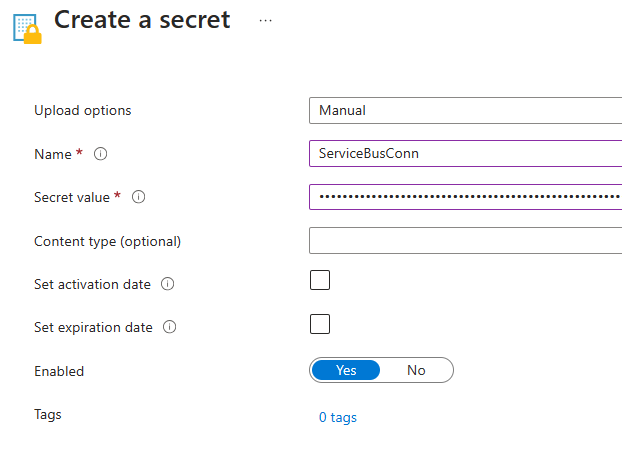 Create a secret ...
Upload options Manual
Name * ServiceBusConn
Secret value * ••••••••••••••••••••••••••••••••••••••••••••••••••••
Content type (optional)
Set activation date
Set expiration date
Enabled Yes No
Tags 0 tags